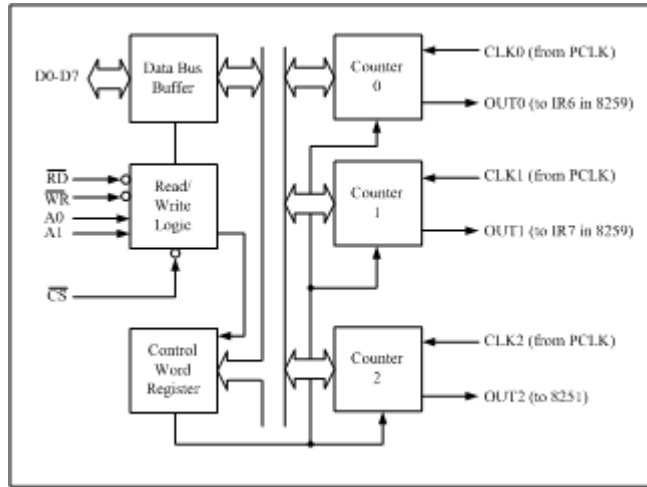 D0-D7
Data Bus
Buffer
Counter
0
CLK0 (from PCLK)
OUT0 (to IR6 in 8259)
RD
WR
A0
A1
CS
Read/
Write
Logic
Counter
1
CLK1 (from PCLK)
OUT1 (to IR7 in 8259)
Control
Word
Register
Counter
2
CLK2 (from PCLK)
OUT2 (to 8251)